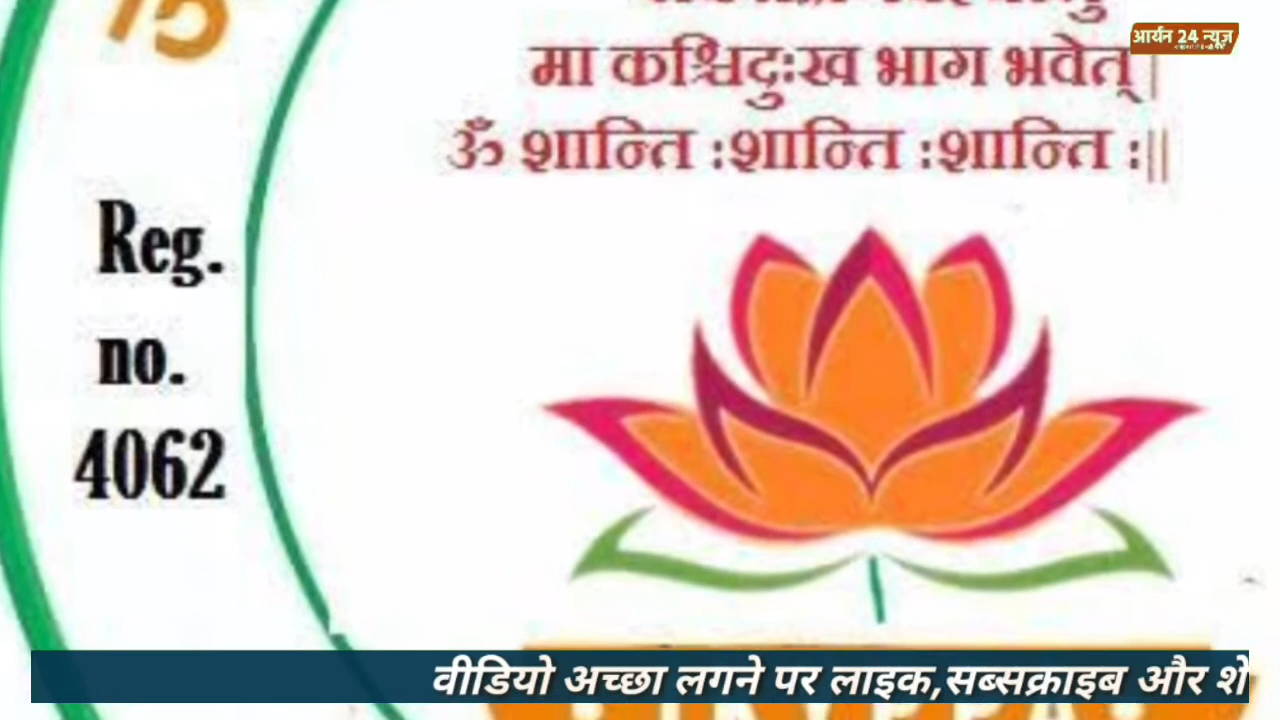 आर्यन 24 न्यूज़
मा कश्चिदुःख भाग भवेत् |
ॐ शान्ति :शान्ति :शान्ति :||
Reg.
no.
4062
वीडियो अच्छा लगने पर लाइक,सब्सक्राइब और शे